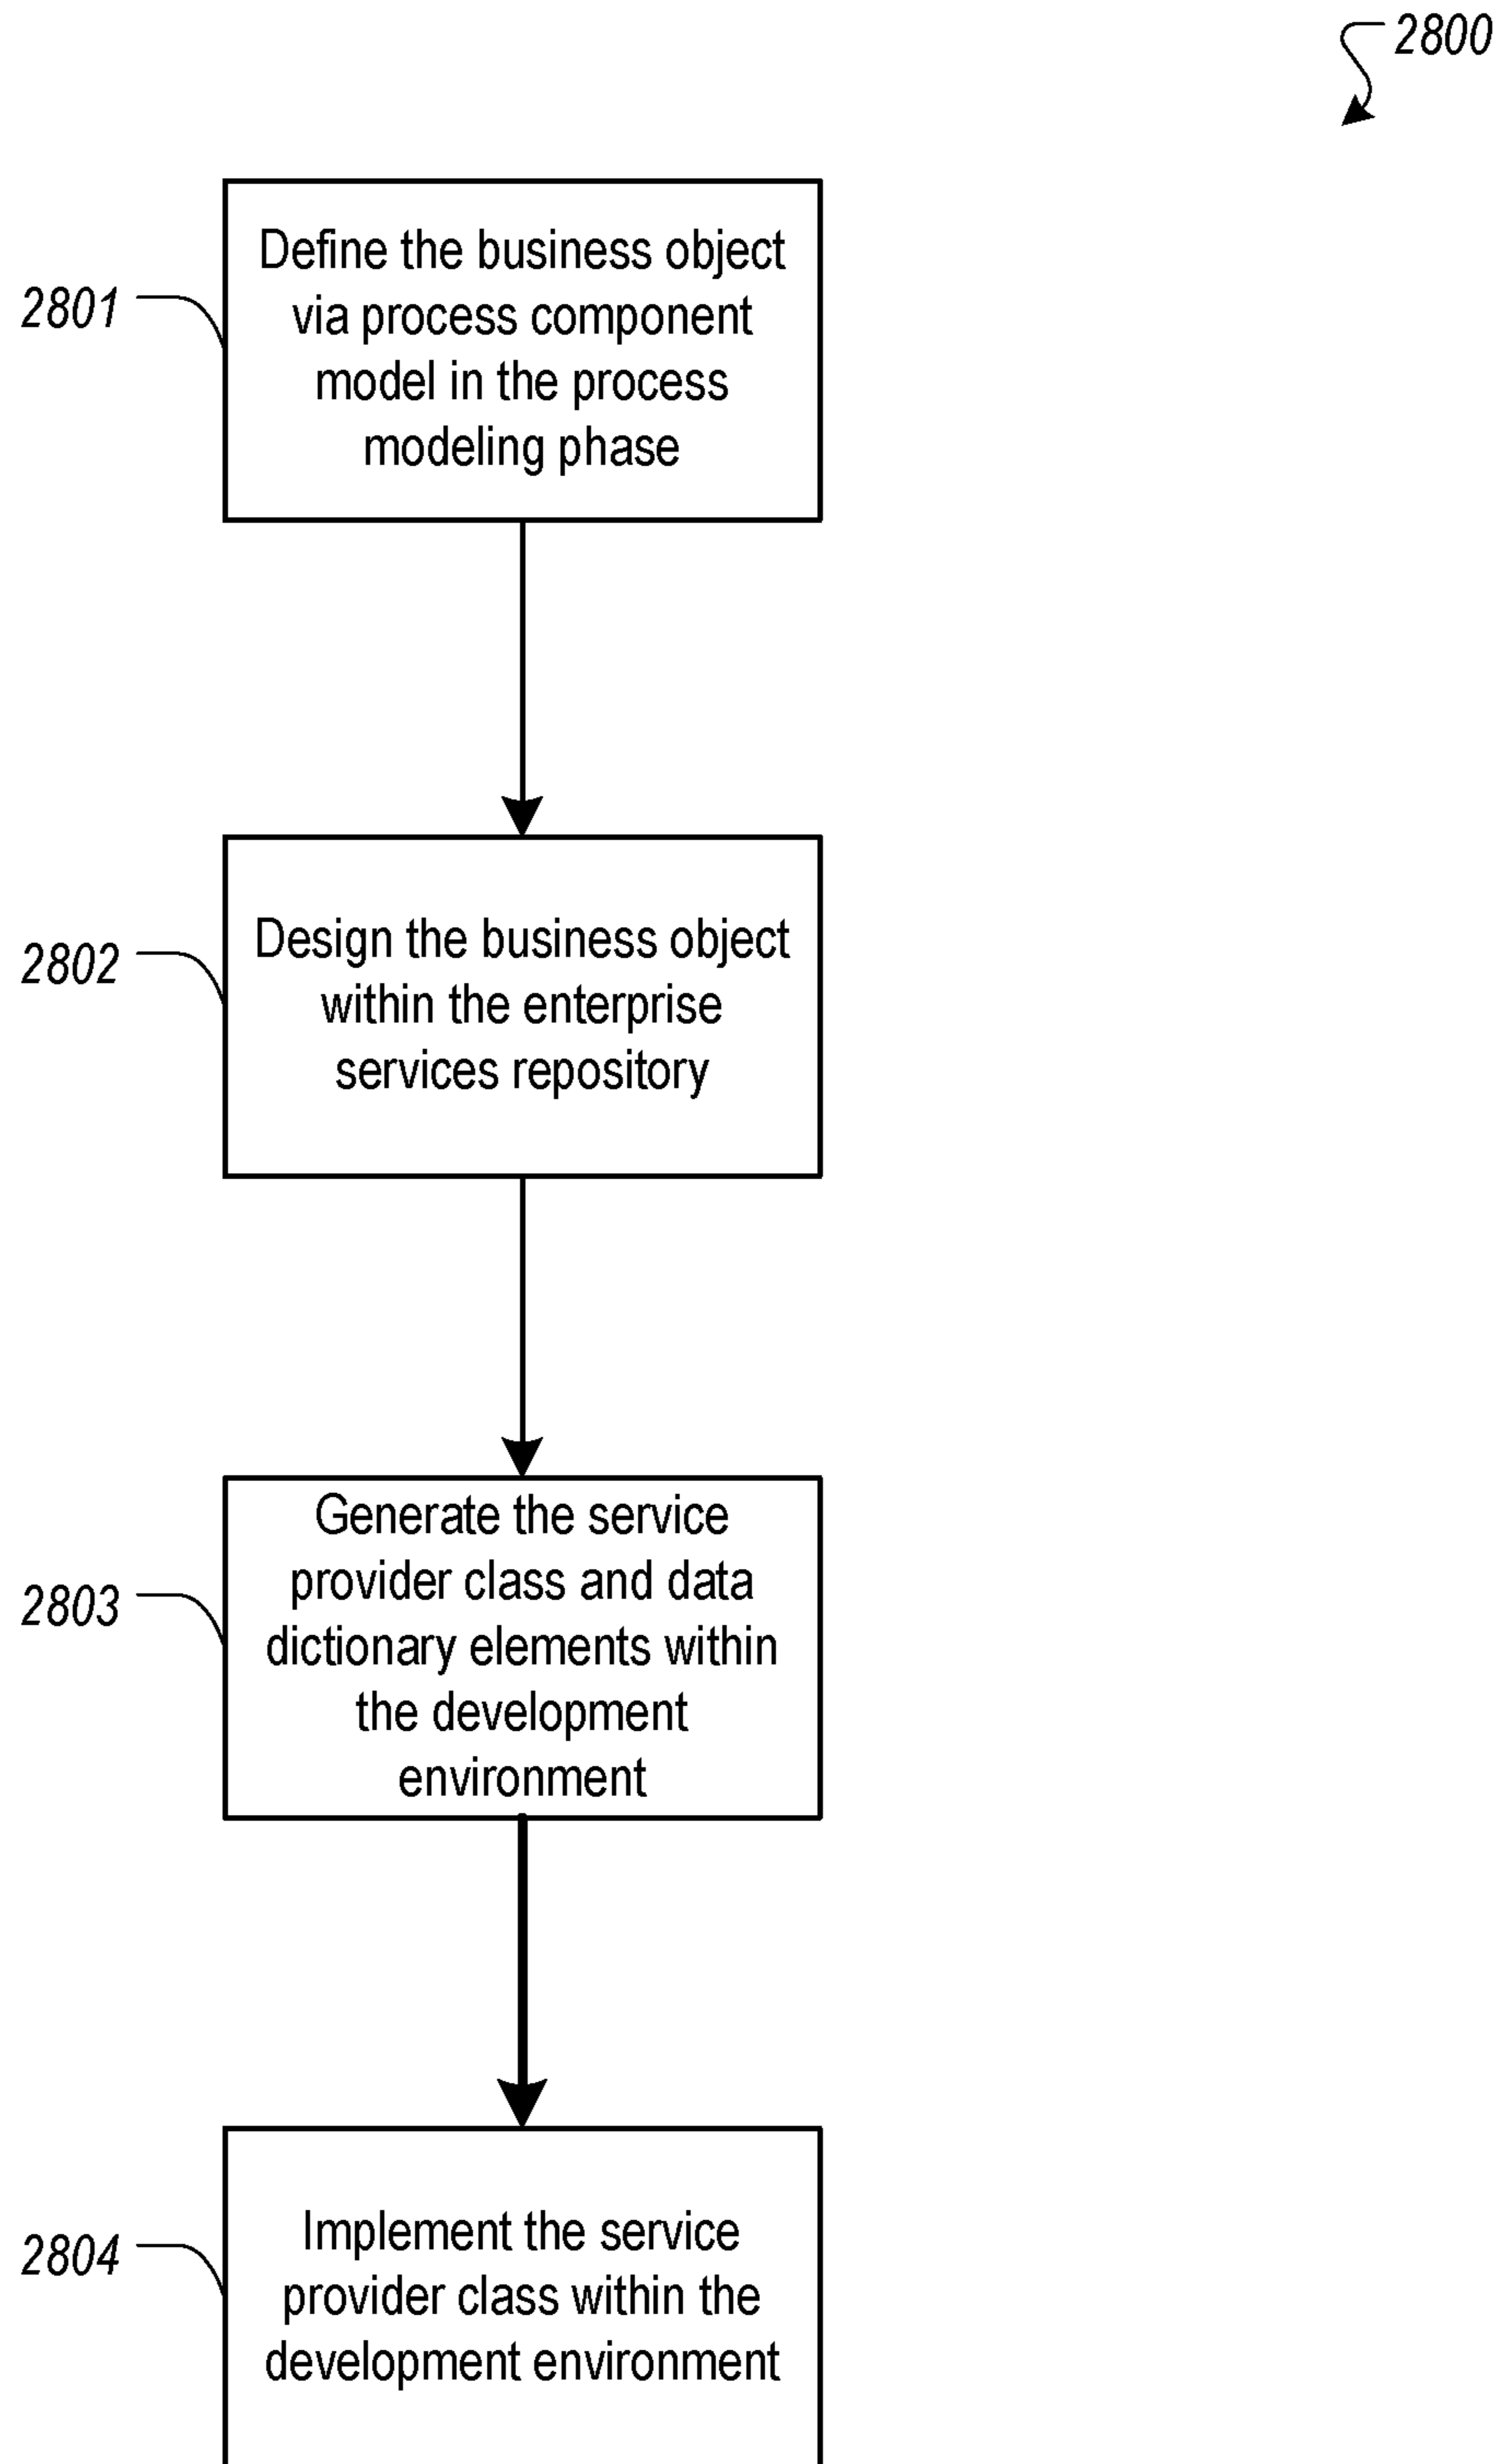 2800
2801
Define the business object
via process component
model in the process
modeling phase
2802
Design the business object
within the enterprise
services repository
2803
Generate the service
provider class and data
dictionary elements within
the development
environment
2804
Implement the service
provider class within the
development environment